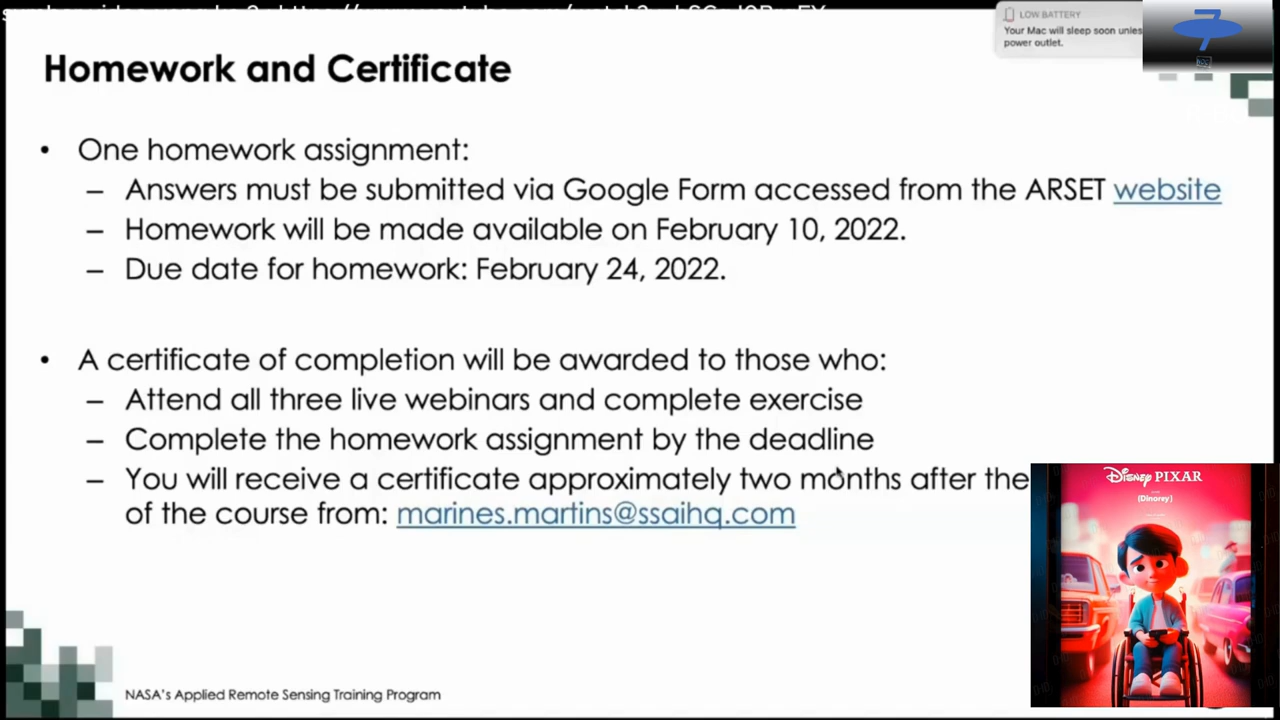 LOW BATTERY
Your Mac will sleep soon unles
power outlet.
7
Homework and Certificate
• One homework assignment:
– Answers must be submitted via Google Form accessed from the ARSET website
– Homework will be made available on February 10, 2022.
– Due date for homework: February 24, 2022.
• A certificate of completion will be awarded to those who:
– Attend all three live webinars and complete exercise
– Complete the homework assignment by the deadline
– You will receive a certificate approximately two months after the
of the course from: marines.martins@ssaihq.com
DISNEY PIXAR
(Dinorey)
NASA's Applied Remote Sensing Training Program